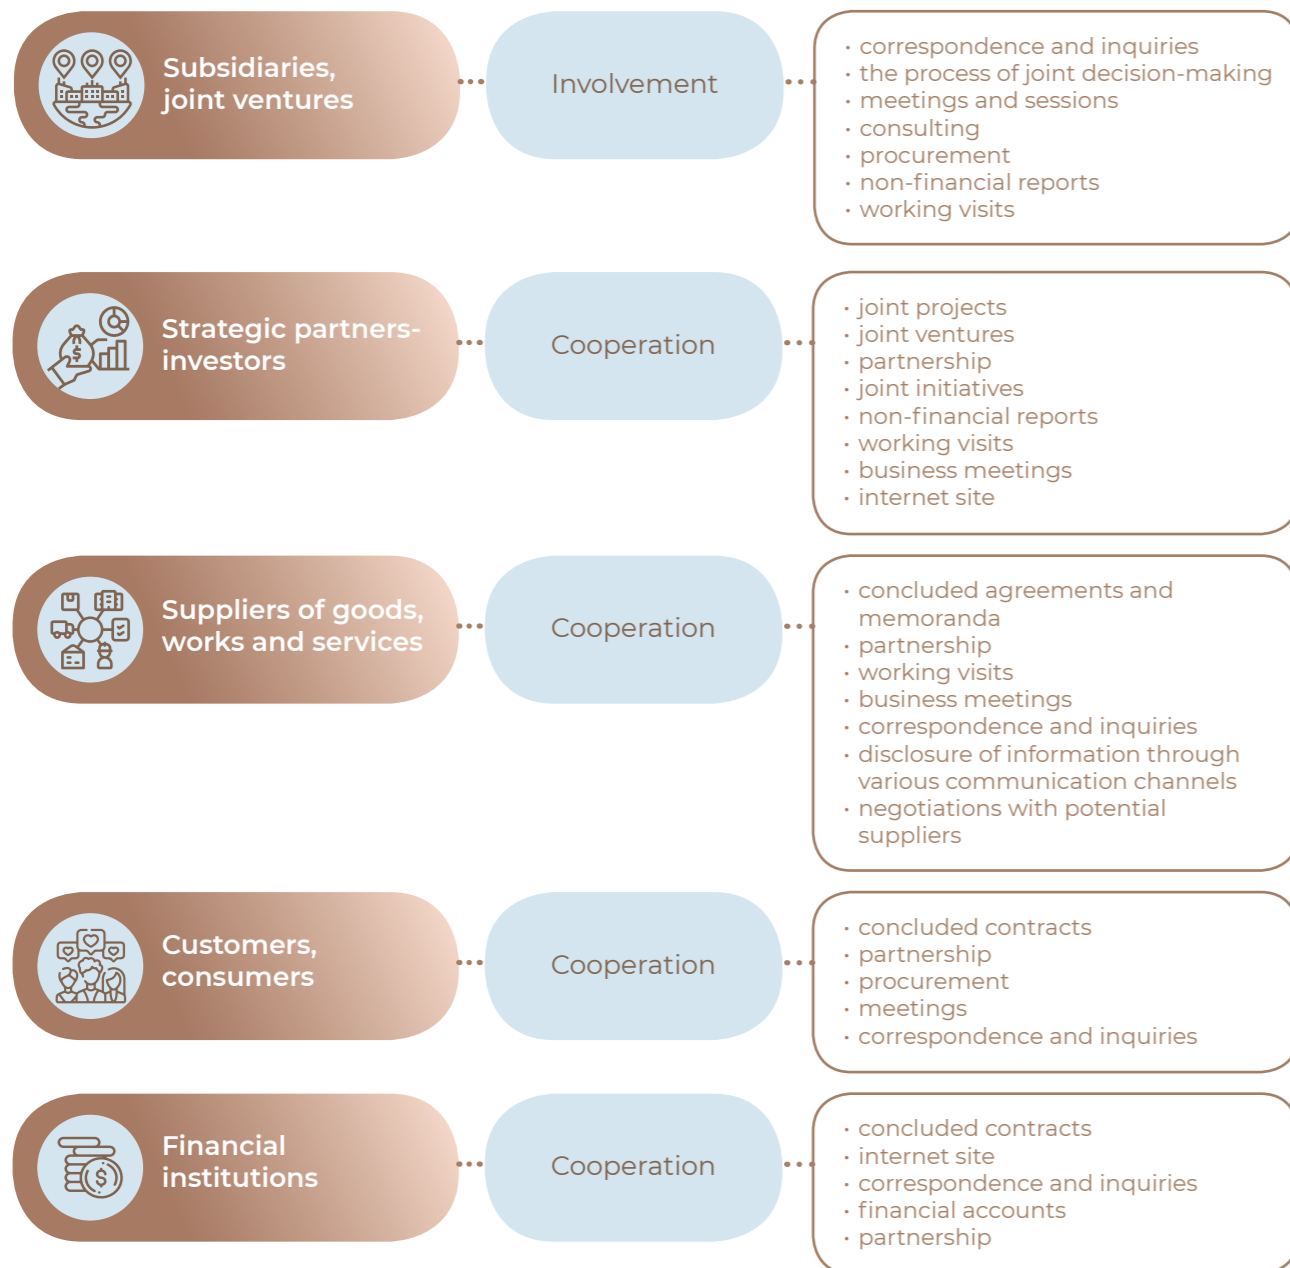 Subsidiaries,
joint ventures
Involvement
· correspondence and inquiries
· the process of joint decision-making
· meetings and sessions
· consulting
· procurement
· non-financial reports
· working visits
Strategic partners-
investors
Cooperation
· joint projects
· joint ventures
· partnership
· joint initiatives
· non-financial reports
· working visits
· business meetings
· internet site
Suppliers of goods,
works and services
Cooperation
· concluded agreements and
memoranda
· partnership
· working visits
· business meetings
· correspondence and inquiries
· disclosure of information through
various communication channels
· negotiations with potential
suppliers
Customers,
consumers
Cooperation
· concluded contracts
· partnership
· procurement
· meetings
· correspondence and inquiries
Financial
institutions
Cooperation
· concluded contracts
· internet site
· correspondence and inquiries
· financial accounts
· partnership